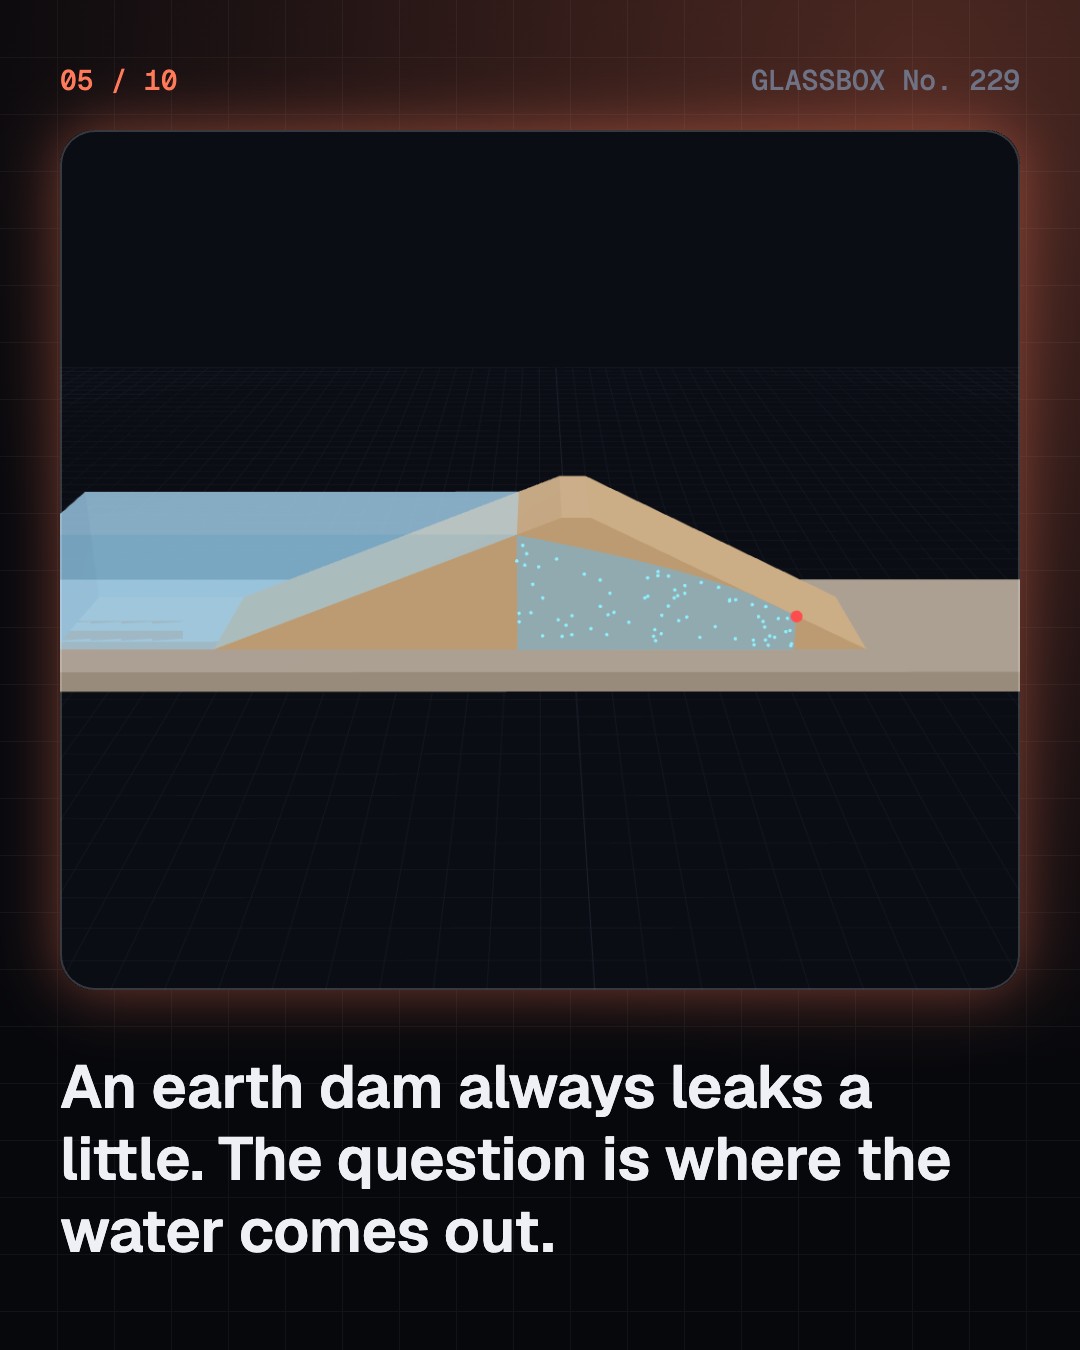 05 / 10
GLASSBOX No. 229
An earth dam always leaks a
little. The question is where the
water comes out.